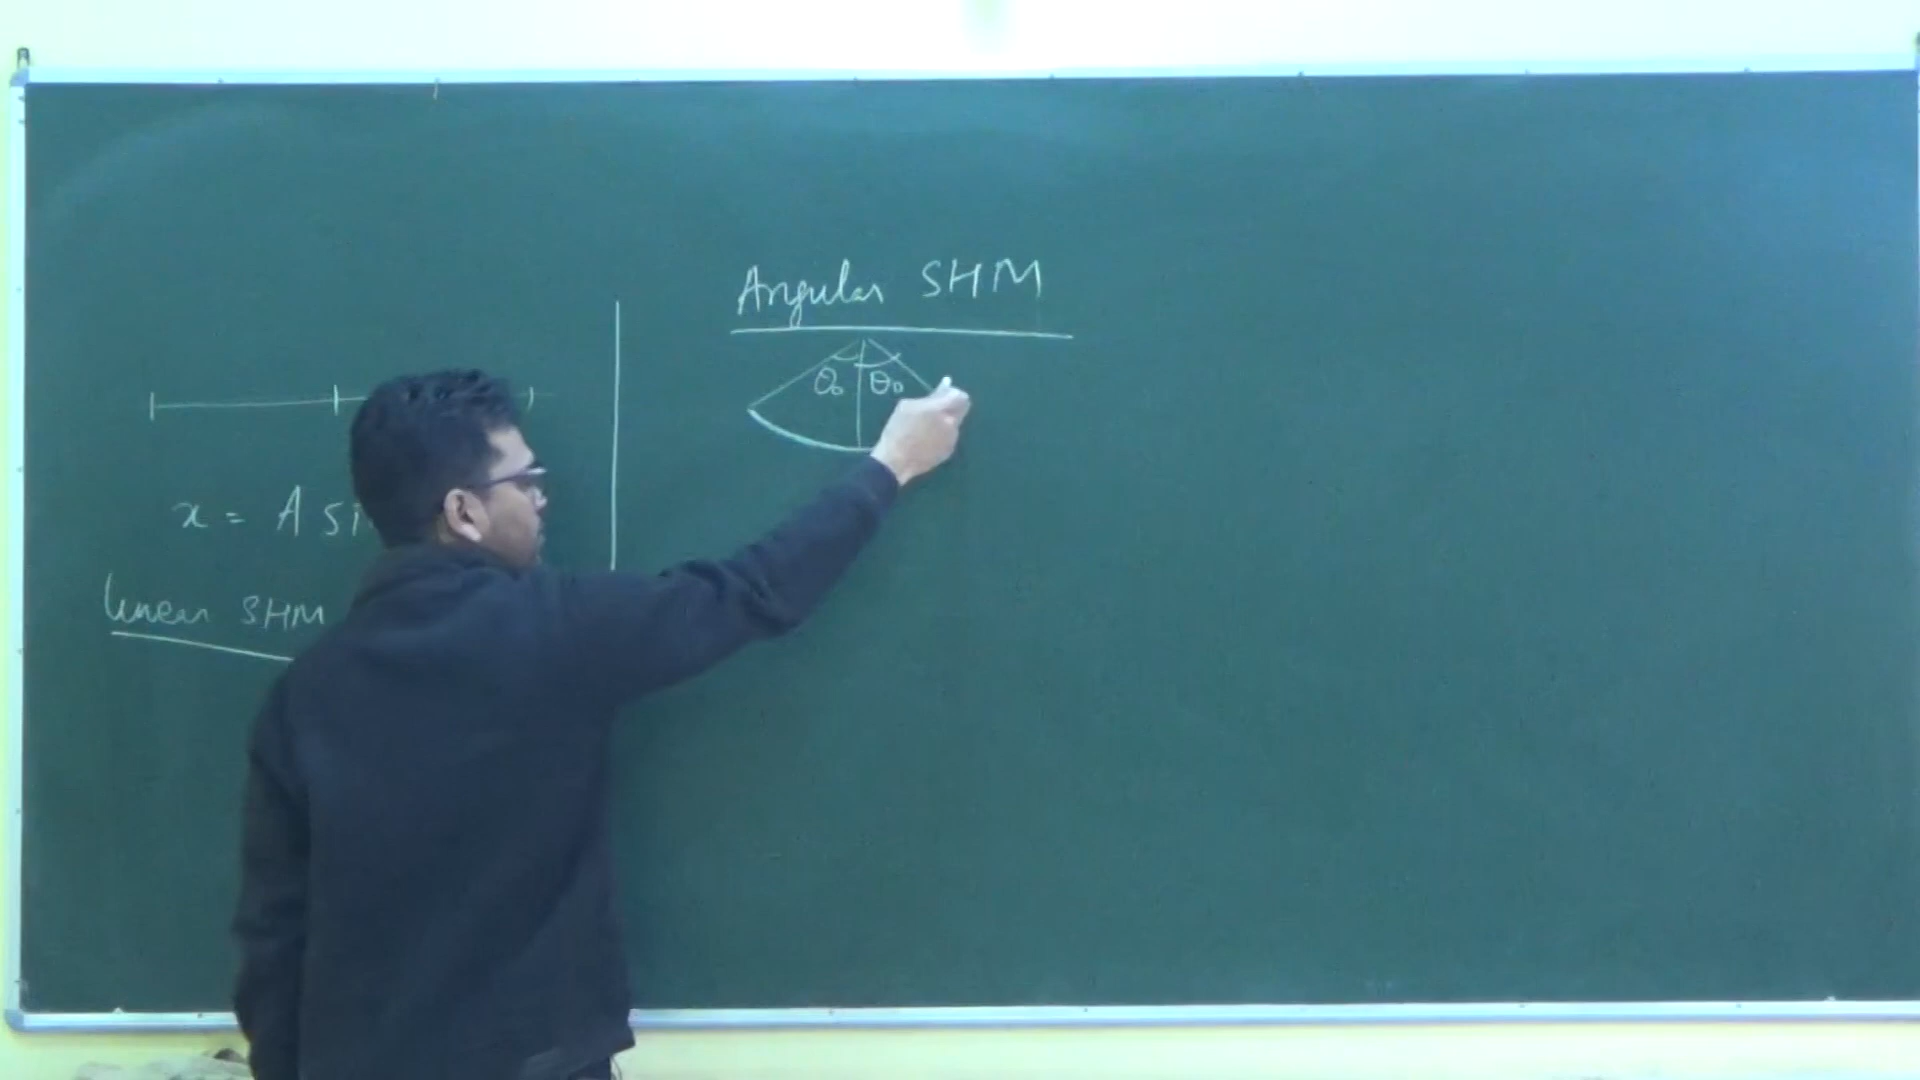 x = A si
linear SHM
Angular SHM
θ₀ θ₀